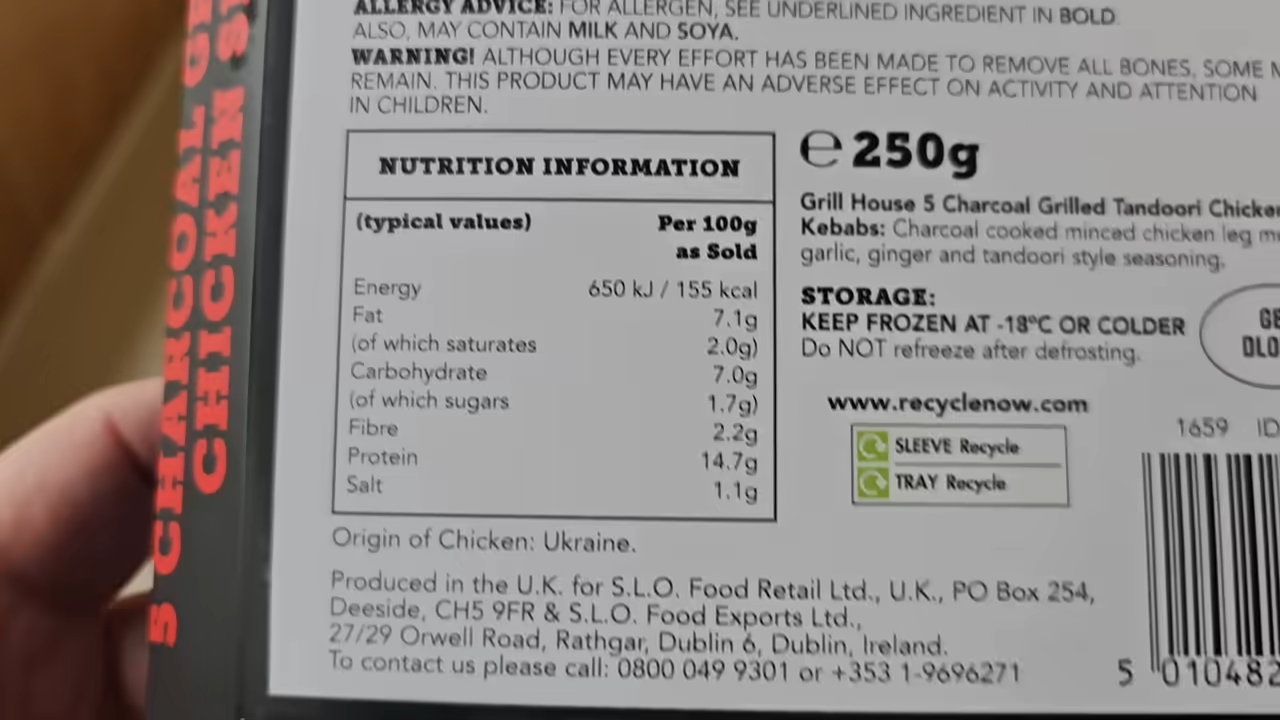 ALLERGY ADVICE: FOR ALLERGEN, SEE UNDERLINED INGREDIENT IN BOLD.
ALSO, MAY CONTAIN MILK AND SOYA.
WARNING! ALTHOUGH EVERY EFFORT HAS BEEN MADE TO REMOVE ALL BONES, SOME
REMAIN. THIS PRODUCT MAY HAVE AN ADVERSE EFFECT ON ACTIVITY AND ATTENTION
IN CHILDREN.
NUTRITION INFORMATION
(typical values) Per 100g
as Sold
Energy 650 kJ / 155 kcal
Fat 7.1g
(of which saturates 2.0g)
Carbohydrate 7.0g
(of which sugars 1.7g)
Fibre 2.2g
Protein 14.7g
Salt 1.1g
Origin of Chicken: Ukraine.
Produced in the U.K. for S.L.O. Food Retail Ltd., U.K., PO Box 254,
Deeside, CH5 9FR & S.L.O. Food Exports Ltd.,
27/29 Orwell Road, Rathgar, Dublin 6, Dublin, Ireland.
To contact us please call: 0800 049 9301 or +353 1-9696271
℮ 250g
Grill House 5 Charcoal Grilled Tandoori
Kebabs: Charcoal cooked minced chicken leg
garlic, ginger and tandoori style seasoning.
STORAGE:
KEEP FROZEN AT -18°C OR COLDER
Do NOT refreeze after defrosting.
www.recyclenow.com
SLEEVE Recycle
TRAY Recycle
1659 ID
5 010482
5 CHARCOAL
CHICKEN